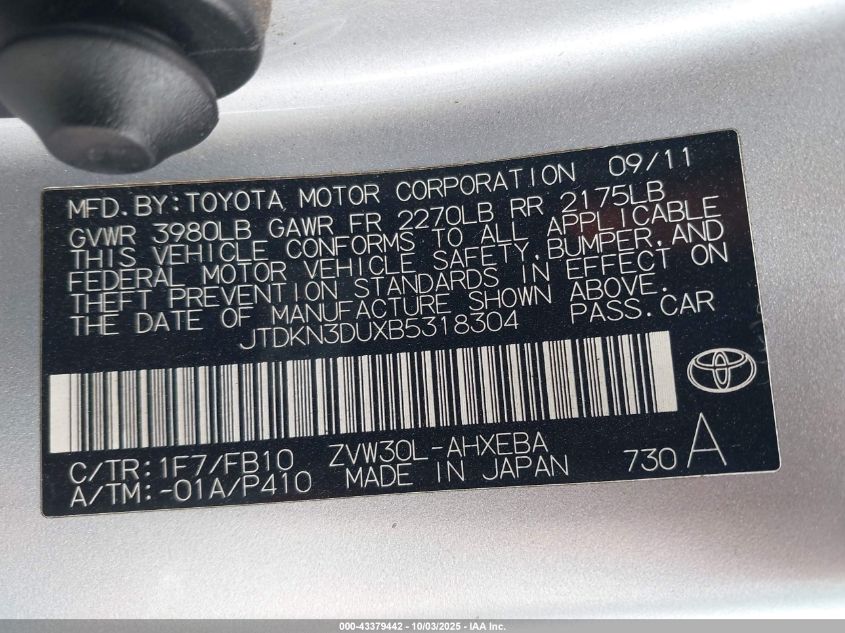 MFD. BY: TOYOTA MOTOR CORPORATION 09/11
GVWR 3980LB GAWR FR 2270LB RR 2175LB
THIS VEHICLE CONFORMS TO ALL APPLICABLE
FEDERAL MOTOR VEHICLE SAFETY, BUMPER, AND
THEFT PREVENTION STANDARDS IN EFFECT ON
THE DATE OF MANUFACTURE SHOWN ABOVE.
JTDKN3DUXB5318304 PASS. CAR
C/TR: 1F7/FB10 ZVW30L-AHXEBA
A/TM: -01A/P410 MADE IN JAPAN 730 A
000-43379442 - 10/03/2025 - IAA Inc.